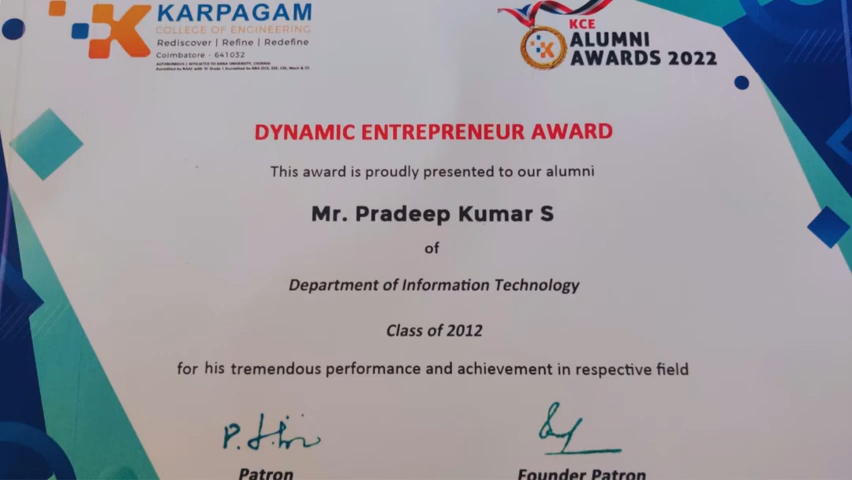 KARPAGAM
COLLEGE OF ENGINEERING
Rediscover | Refine | Redefine
Coimbatore - 641032
KCE
ALUMNI
AWARDS 2022
DYNAMIC ENTREPRENEUR AWARD
This award is proudly presented to our alumni
Mr. Pradeep Kumar S
of
Department of Information Technology
Class of 2012
for his tremendous performance and achievement in respective field
Patron
Founder Patron